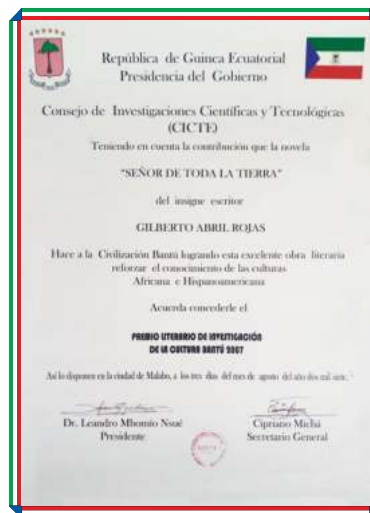 República de Guinea Ecuatorial
Presidencia del Gobierno
Consejo de Investigaciones Científicas y Tecnológicas
(CICTE)
Teniendo en cuenta la contribución que la novela
"SEÑOR DE TODA LA TIERRA"
del insigne escritor
GILBERTO ABRIL ROJAS
Hace a la Civilización Bantú logrando esta excelente obra literaria
reforzar el conocimiento de las culturas
Africana e Hispanoamericana
Acuerda concederle el
PREMIO LITERARIO DE INVESTIGACIÓN
DE LA CULTURA BANTÚ 2007
Así lo disponen en la ciudad de Malabo, a los tres días del mes de agosto del año dos mil siete.
Dr. Leandro Mbomio Nsué
Presidente
Cipriano Michá
Secretario General